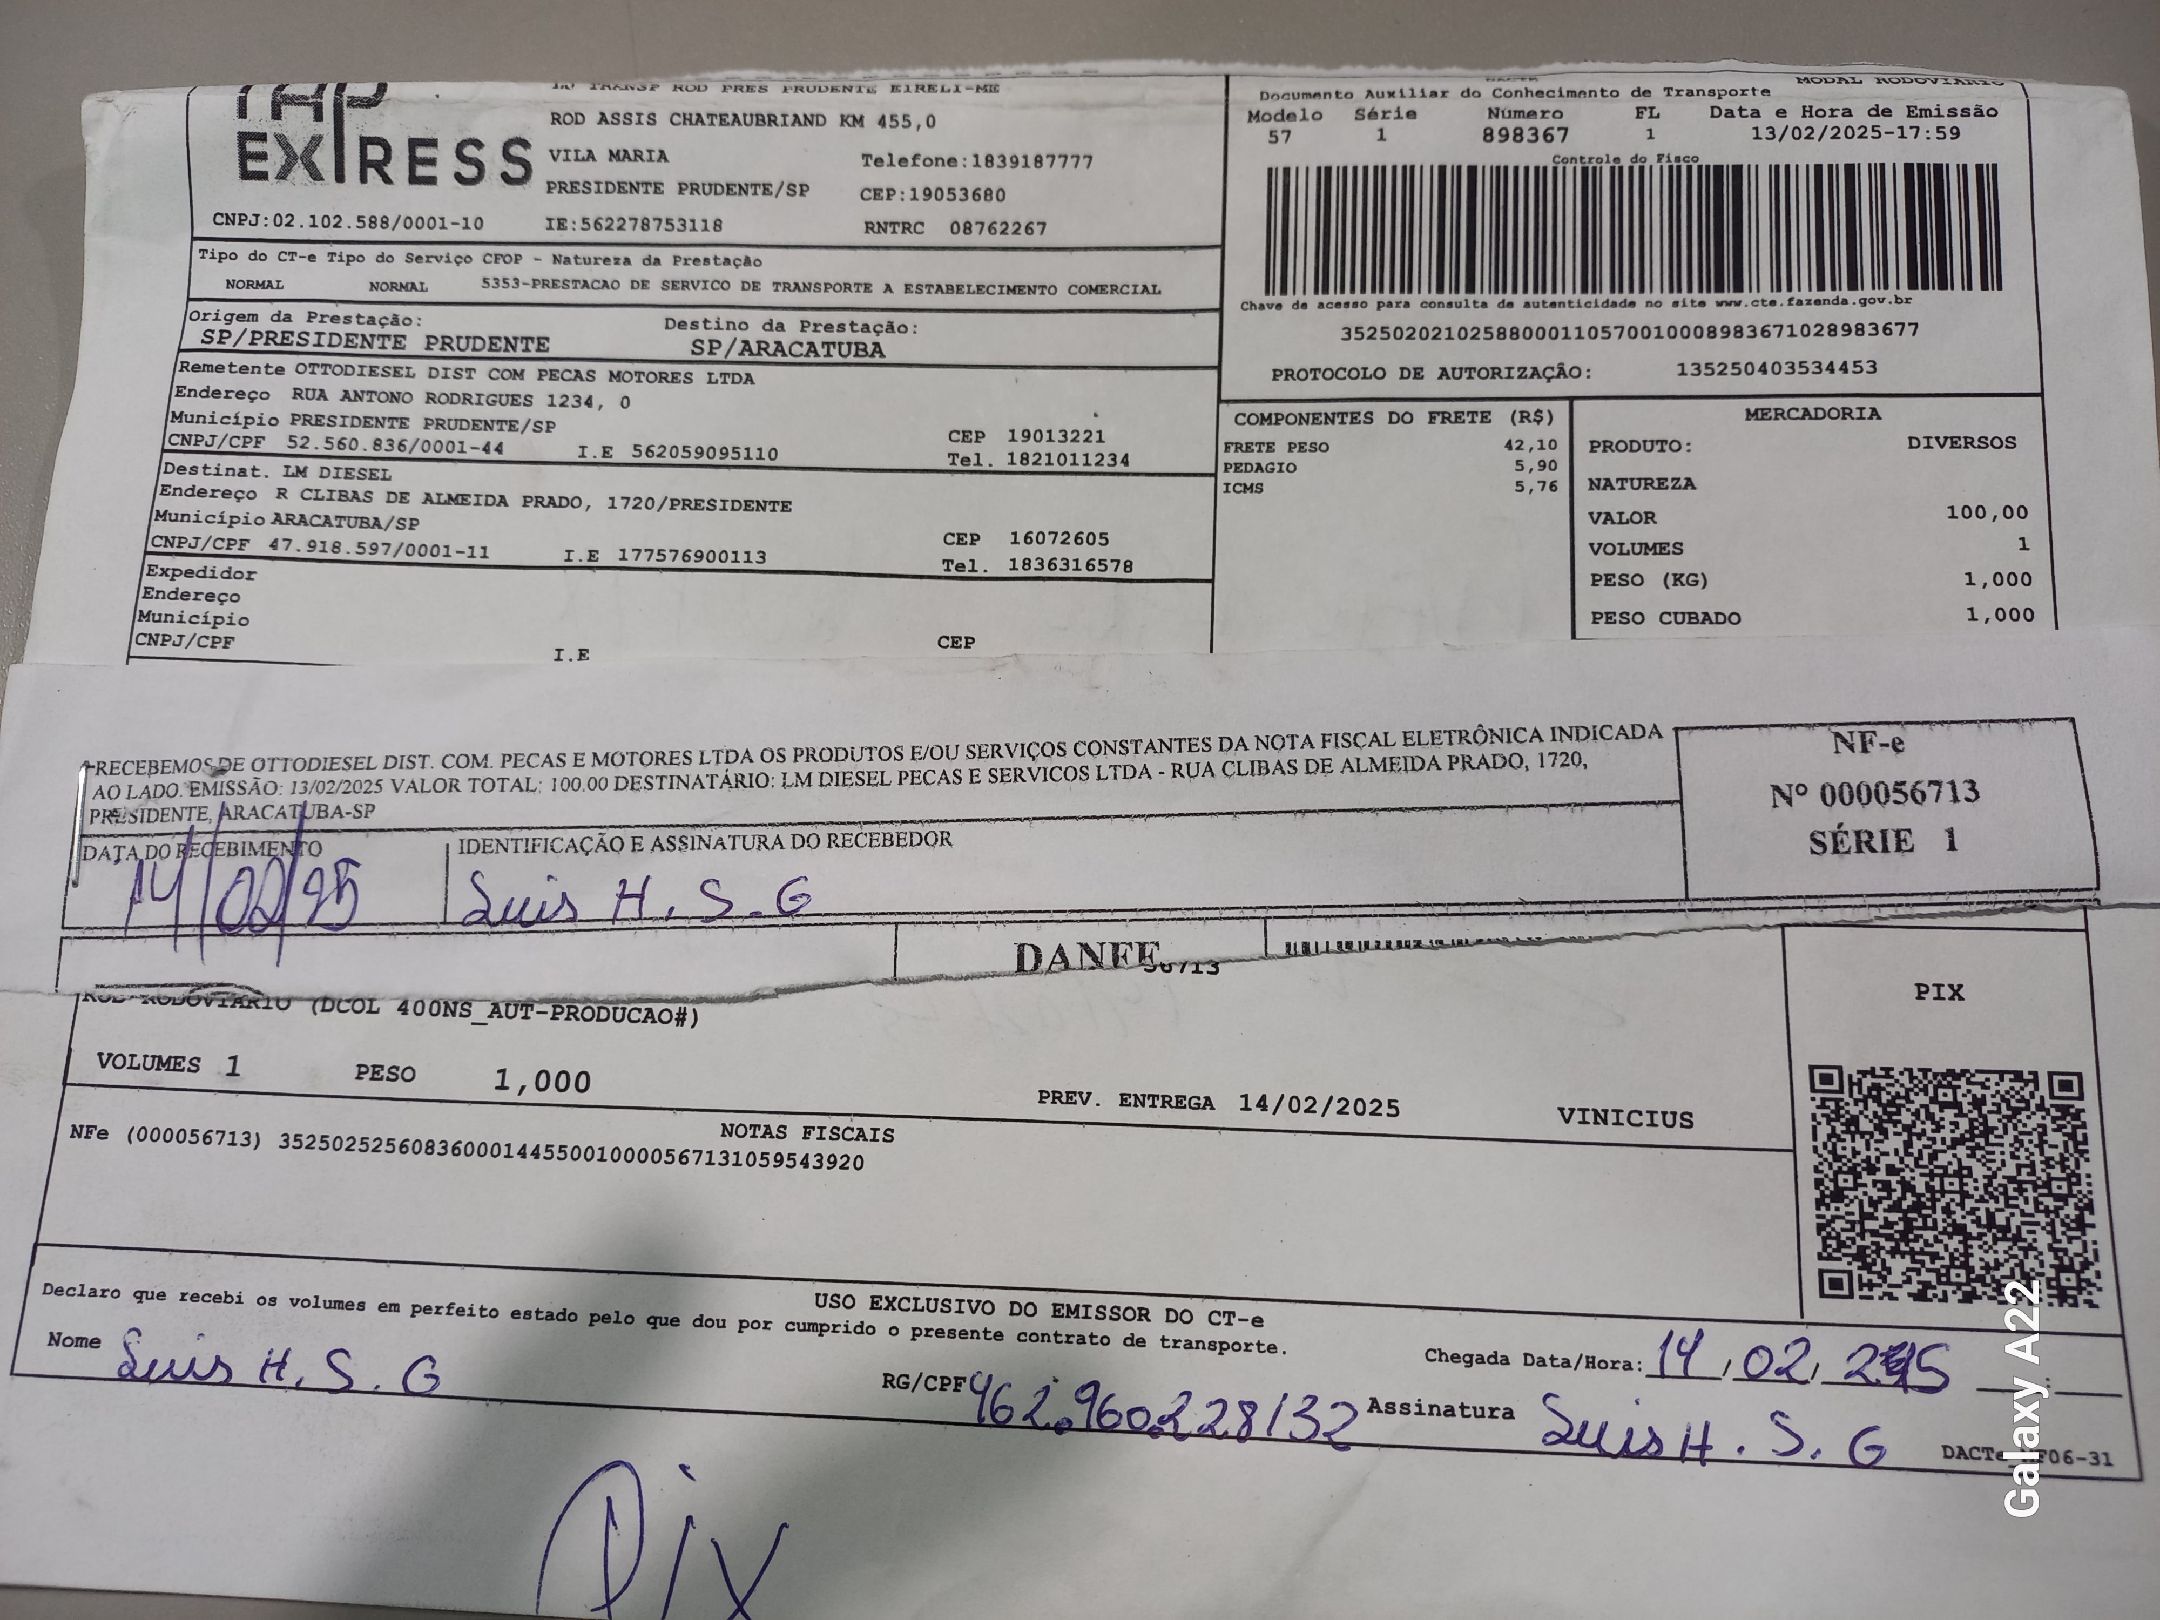 TAP
EXPRESS
TRANSP ROD PRES PRUDENTE EIRELI-ME
ROD ASSIS CHATEAUBRIAND KM 455,0
VILA MARIA Telefone:1839187777
PRESIDENTE PRUDENTE/SP CEP:19053680
CNPJ:02.102.588/0001-10 IE:562278753118 RNTRC 08762267
Tipo do CT-e Tipo do Serviço CFOP - Natureza da Prestação
NORMAL NORMAL 5353-PRESTACAO DE SERVICO DE TRANSPORTE A ESTABELECIMENTO COMERCIAL
Origem da Prestação: Destino da Prestação:
SP/PRESIDENTE PRUDENTE SP/ARACATUBA
Remetente OTTODIESEL DIST COM PECAS MOTORES LTDA
Endereço RUA ANTONO RODRIGUES 1234, 0
Município PRESIDENTE PRUDENTE/SP CEP 19013221
CNPJ/CPF 52.560.836/0001-44 I.E 562059095110 Tel. 1821011234
Destinat. LM DIESEL
Endereço R CLIBAS DE ALMEIDA PRADO, 1720/PRESIDENTE
Município ARACATUBA/SP CEP 16072605
CNPJ/CPF 47.918.597/0001-11 I.E 177576900113 Tel. 1836316578
Expedidor
Endereço
Município
CNPJ/CPF I.E CEP
MODAL RODOVIARIO
Documento Auxiliar do Conhecimento de Transporte
Modelo Série Número FL Data e Hora de Emissão
57 1 898367 1 13/02/2025-17:59
Controle do Fisco
Chave de acesso para consulta de autenticidade no site www.cte.fazenda.gov.br
35250202102588000110570010008983671028983677
PROTOCOLO DE AUTORIZAÇÃO: 135250403534453
COMPONENTES DO FRETE (R$)
FRETE PESO 42,10
PEDAGIO 5,90
ICMS 5,76
MERCADORIA
PRODUTO: DIVERSOS
NATUREZA
VALOR 100,00
VOLUMES 1
PESO (KG) 1,000
PESO CUBADO 1,000
RECEBEMOS DE OTTODIESEL DIST. COM. PECAS E MOTORES LTDA OS PRODUTOS E/OU SERVIÇOS CONSTANTES DA NOTA FISCAL ELETRÔNICA INDICADA
AO LADO. EMISSÃO: 13/02/2025 VALOR TOTAL: 100.00 DESTINATÁRIO: LM DIESEL PECAS E SERVICOS LTDA - RUA CLIBAS DE ALMEIDA PRADO, 1720,
PRESIDENTE, ARACATUBA-SP
NF-e
Nº 000056713
SÉRIE 1
DATA DO RECEBIMENTO IDENTIFICAÇÃO E ASSINATURA DO RECEBEDOR
14/02/25 Luis H. S. G
DANFE
56713
ROD-RODOVIARIO (DCOL 400NS_AUT-PRODUCAO#)
VOLUMES 1 PESO 1,000
PREV. ENTREGA 14/02/2025 VINICIUS
PIX
NOTAS FISCAIS
NFe (000056713) 35250252560836000144550010000567131059543920
USO EXCLUSIVO DO EMISSOR DO CT-e
Declaro que recebi os volumes em perfeito estado pelo que dou por cumprido o presente contrato de transporte.
Chegada Data/Hora: 14/02/ : 
Nome Luis H. S. G RG/CPF 462.960.228/32 Assinatura Luis H. S. G
DACTe F06-31
Pix
Galaxy A22